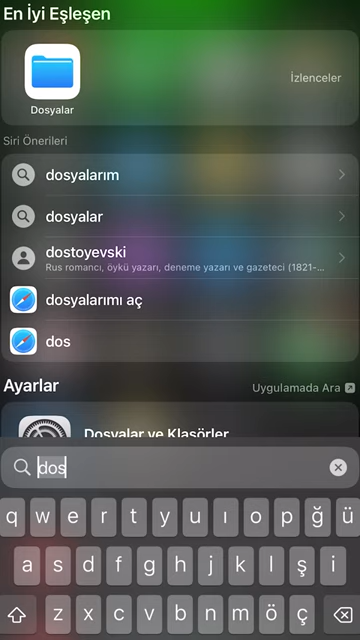 En İyi Eşleşen
İzlenceler
Dosyalar
Siri Önerileri
dosyalarım
dosyalar
dostoyevski
Rus romancı, öykü yazarı, deneme yazarı ve gazeteci (1821-...
dosyalarımı aç
dos
Ayarlar
Uygulamada Ara
Dosyalar ve Klasörler
dos
q w e r t y u ı o p ğ ü
a s d f g h j k l ş i
z x c v b n m ö ç